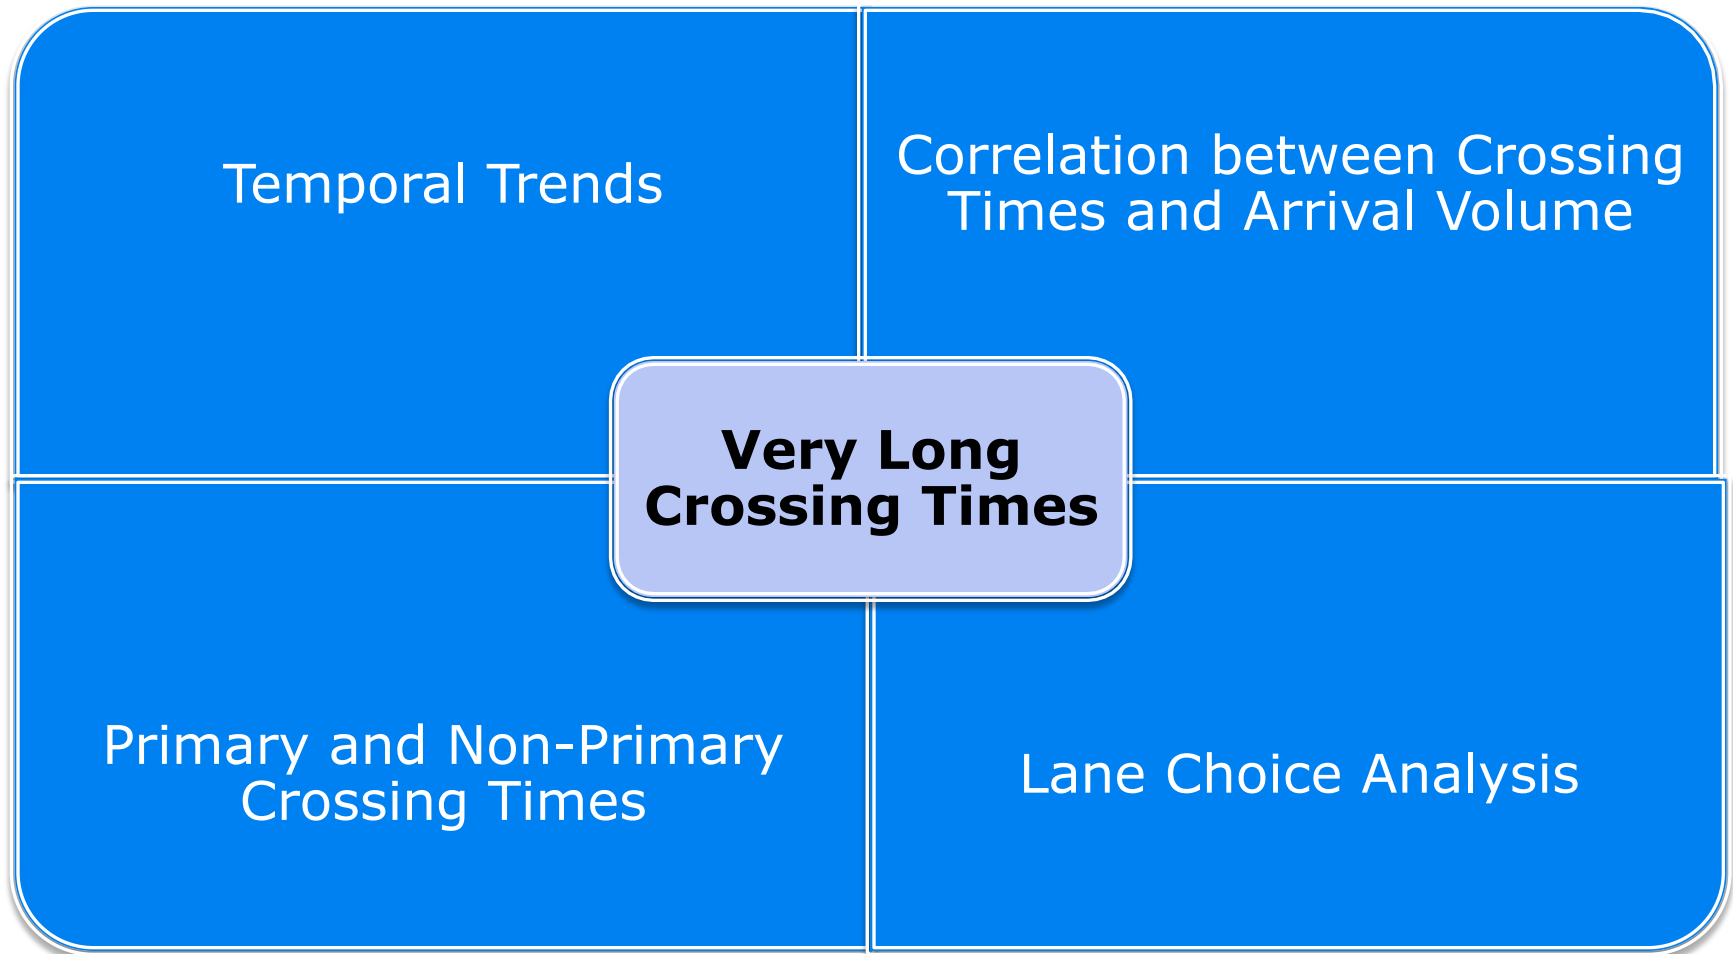 Temporal Trends
Correlation between Crossing
Times and Arrival Volume
Very Long
Crossing Times
Primary and Non-Primary
Crossing Times
Lane Choice Analysis